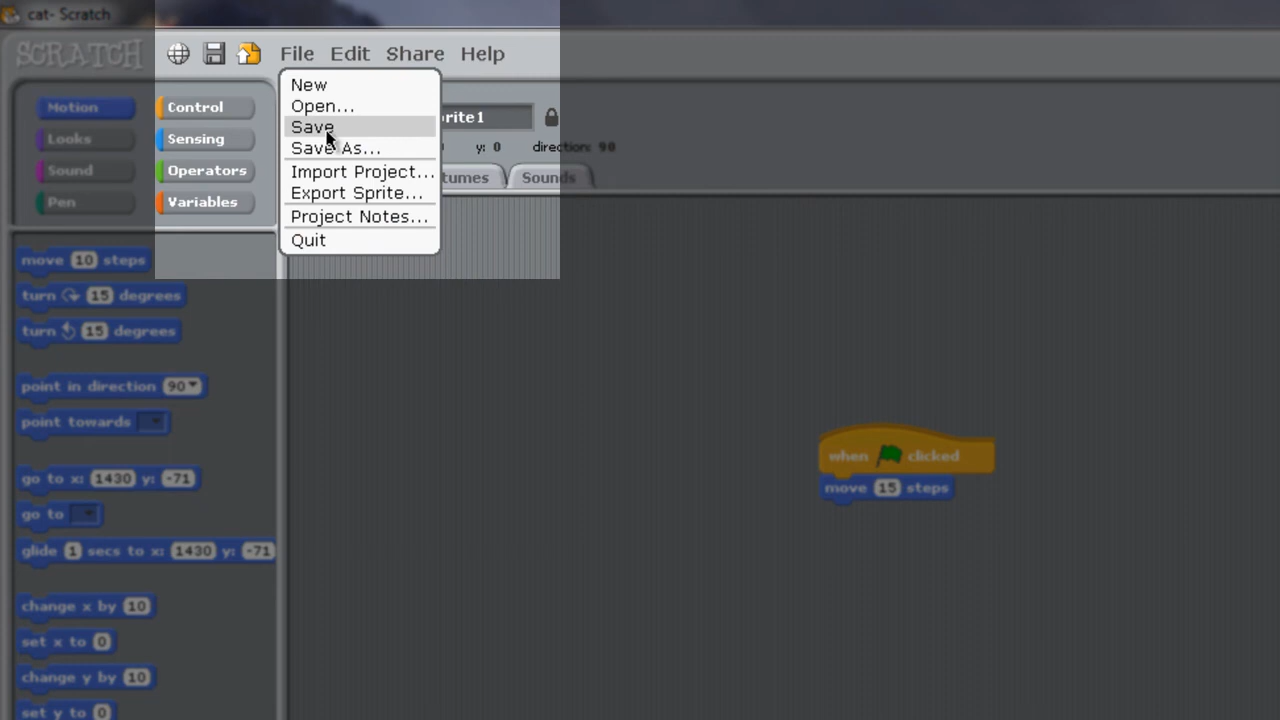 cat- Scratch
SCRATCH
File Edit Share Help
New
Open...
Save
Save As...
Import Project...
Export Sprite...
Project Notes...
Quit
Motion
Control
Looks
Sensing
Sound
Operators
Pen
Variables
rite1
y: 0 direction: 90
tumes
Sounds
move 10 steps
turn 15 degrees
turn 15 degrees
point in direction 90
point towards
go to x: 1430 y: -71
go to
glide 1 secs to x: 1430 y: -71
change x by 10
set x to 0
change y by 10
set y to 0
when clicked
move 15 steps